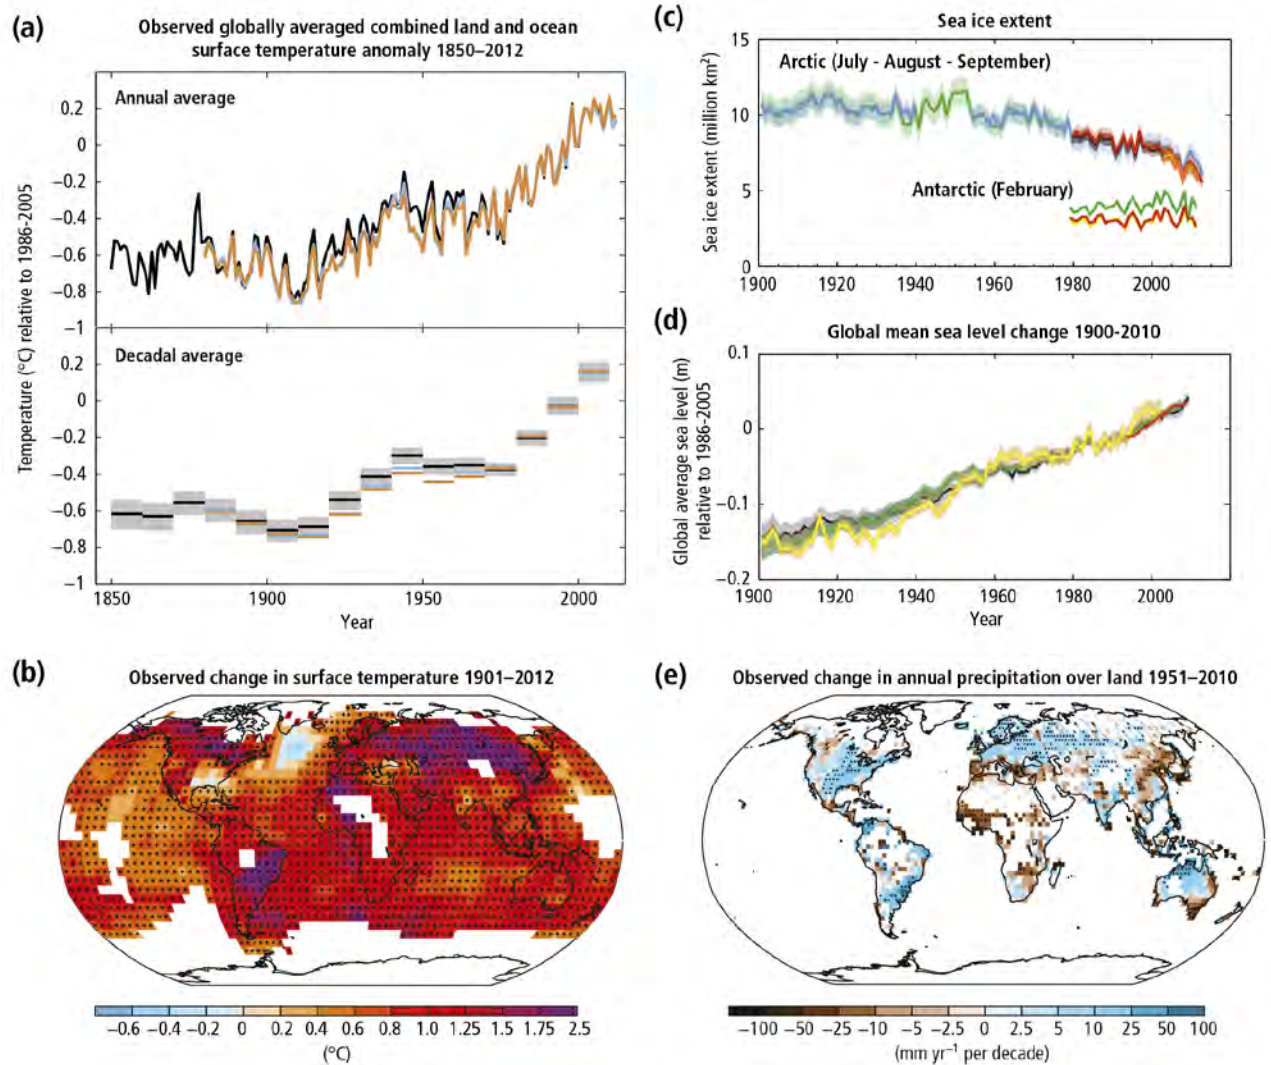 (a)
Observed globally averaged combined land and ocean
surface temperature anomaly 1850–2012
Annual average
0.2
0
−0.2
−0.4
−0.6
−0.8
−1
Temperature (°C) relative to 1986-2005
Decadal average
0.2
0
−0.2
−0.4
−0.6
−0.8
−1
1850
1900
1950
2000
Year
(c)
Sea ice extent
15
10
5
0
Sea ice extent (million km²)
Arctic (July - August - September)
Antarctic (February)
1900
1920
1940
1960
1980
2000
(d)
Global mean sea level change 1900-2010
0.1
0
−0.1
−0.2
Global average sea level (m)
relative to 1986-2005
1900
1920
1940
1960
1980
2000
Year
(b)
Observed change in surface temperature 1901–2012
−0.6
−0.4
−0.2
0
0.2
0.4
0.6
0.8
1.0
1.25
1.5
1.75
2.5
(°C)
(e)
Observed change in annual precipitation over land 1951–2010
−100
−50
−25
−10
−5
−2.5
0
2.5
5
10
25
50
100
(mm yr⁻¹ per decade)